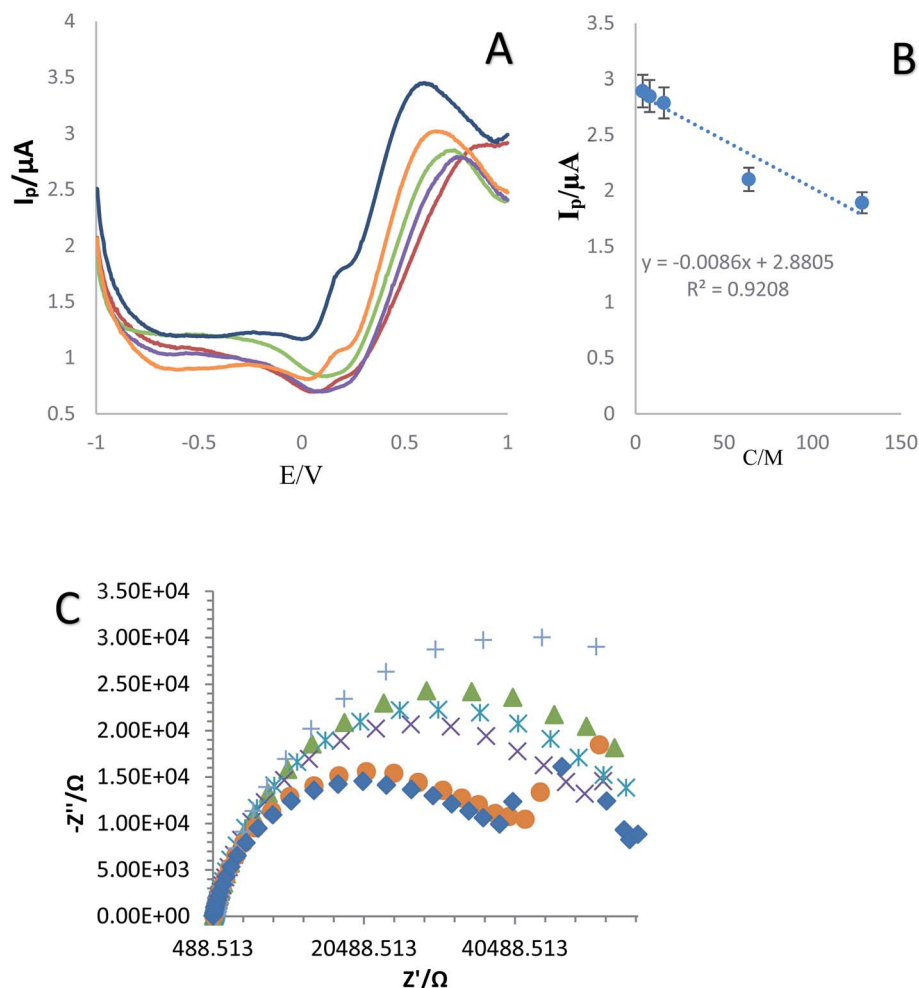 A
Ip/µA
4
3.5
3
2.5
2
1.5
1
0.5
-1
-0.5
0
0.5
1
E/V
B
Ip/µA
3.5
3
2.5
2
1.5
1
0.5
0
y = -0.0086x + 2.8805
R² = 0.9208
0
50
100
150
C/M
C
-Z''/Ω
3.50E+04
3.00E+04
2.50E+04
2.00E+04
1.50E+04
1.00E+04
5.00E+03
0.00E+00
488.513
20488.513
40488.513
Z'/Ω